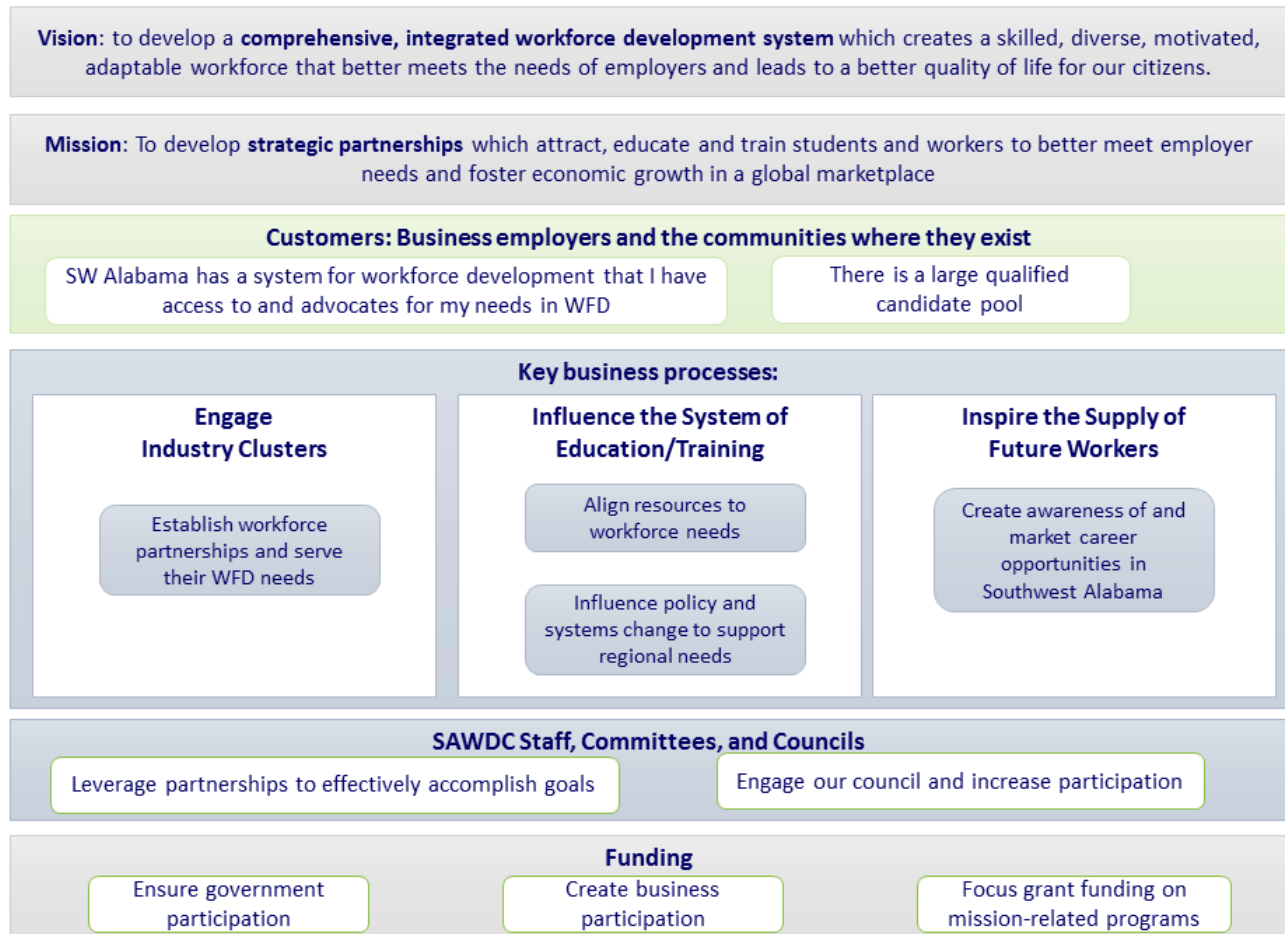 Vision: to develop a comprehensive, integrated workforce development system which creates a skilled, diverse, motivated,
adaptable workforce that better meets the needs of employers and leads to a better quality of life for our citizens.
Mission: To develop strategic partnerships which attract, educate and train students and workers to better meet employer
needs and foster economic growth in a global marketplace
Customers: Business employers and the communities where they exist
SW Alabama has a system for workforce development that I have
access to and advocates for my needs in WFD
There is a large qualified
candidate pool
Key business processes:
Engage
Industry Clusters
Establish workforce
partnerships and serve
their WFD needs
Influence the System of
Education/Training
Align resources to
workforce needs
Influence policy and
systems change to support
regional needs
Inspire the Supply of
Future Workers
Create awareness of and
market career
opportunities in
Southwest Alabama
SAWDC Staff, Committees, and Councils
Leverage partnerships to effectively accomplish goals
Engage our council and increase participation
Funding
Ensure government
participation
Create business
participation
Focus grant funding on
mission-related programs